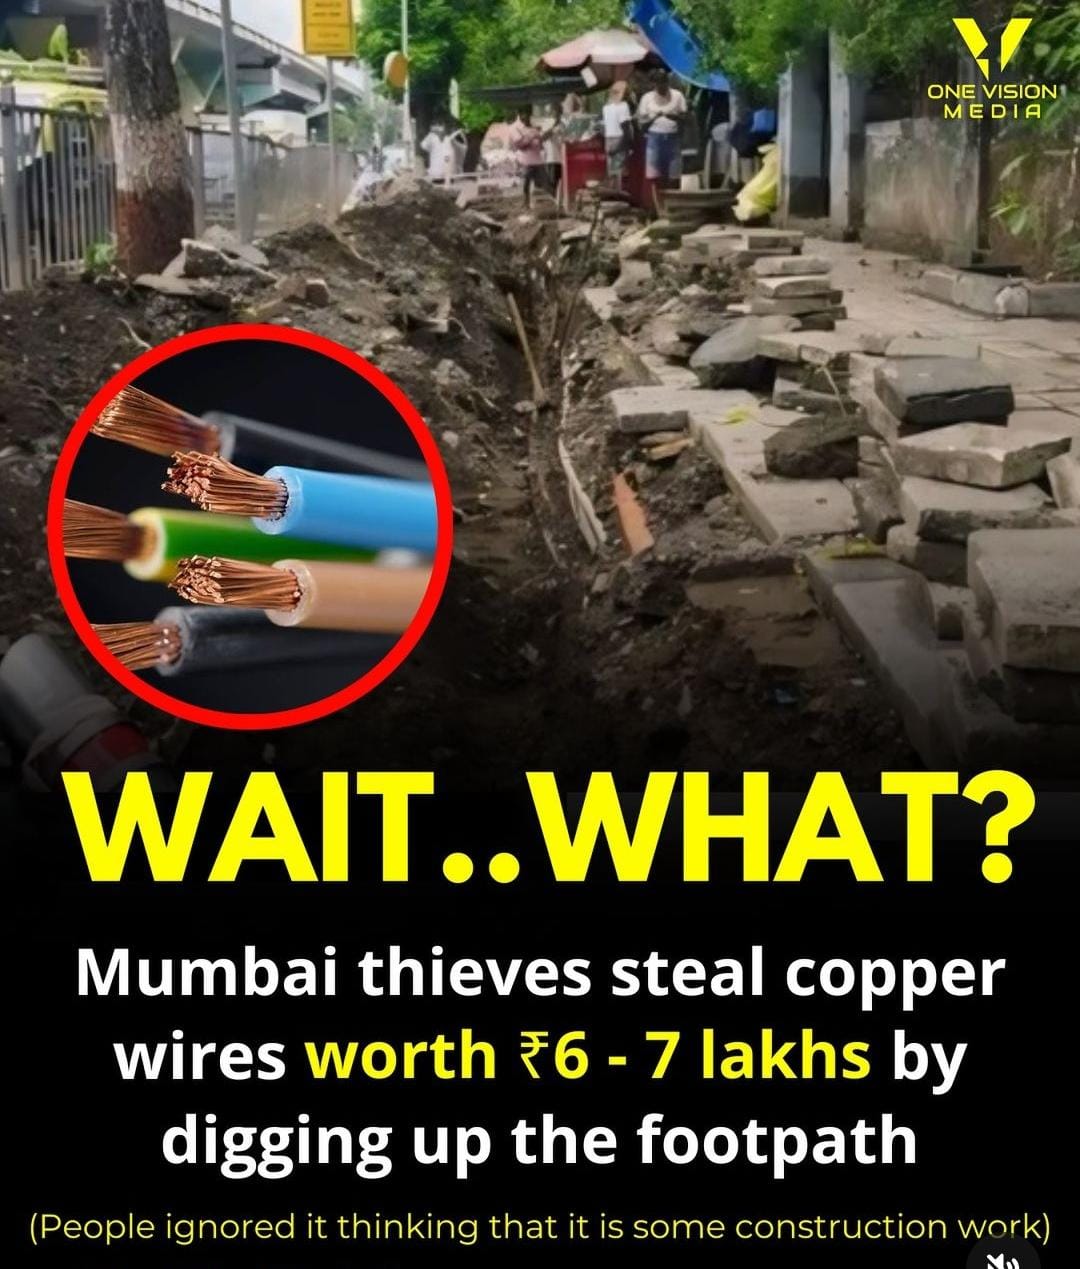 ONE VISION
MEDIA
WAIT..WHAT?
Mumbai thieves steal copper
wires worth ₹6 - 7 lakhs by
digging up the footpath
(People ignored it thinking that it is some construction work)